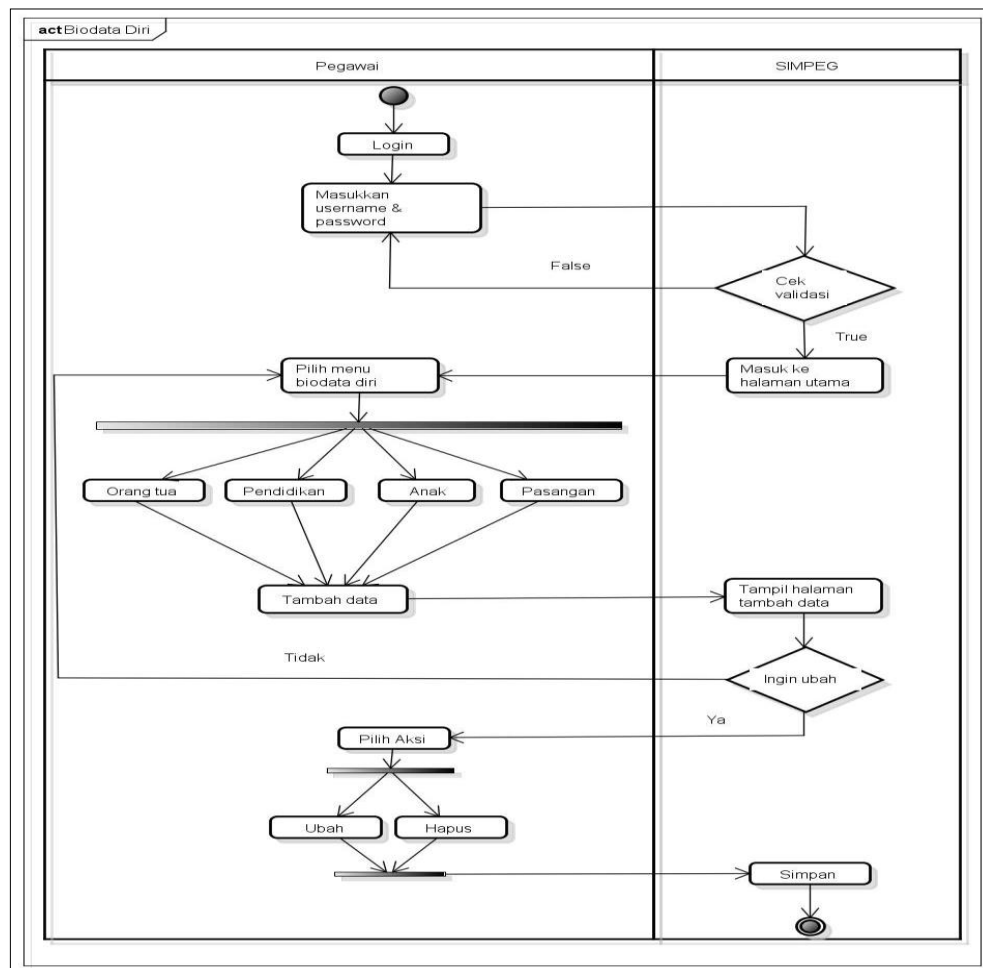 act Biodata Diri
Pegawai
SIMPEG
Login
Masukkan
username &
password
False
Cek
validasi
True
Pilih menu
biodata diri
Masuk ke
halaman utama
Orang tua
Pendidikan
Anak
Pasangan
Tambah data
Tampil halaman
tambah data
Tidak
Ingin ubah
Ya
Pilih Aksi
Ubah
Hapus
Simpan